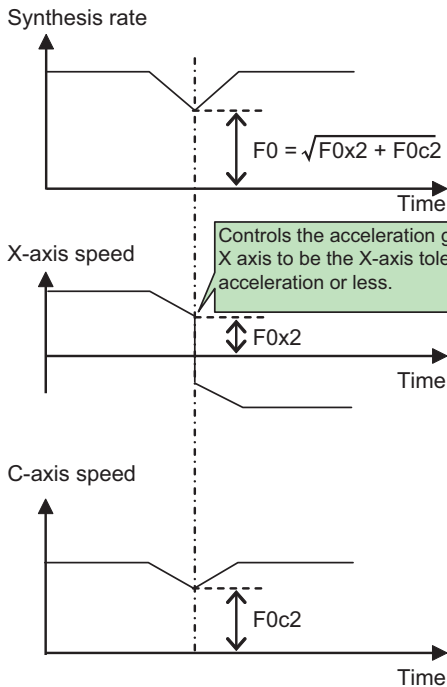 Synthesis rate
F0 = √F0x2 + F0c2
Time
X-axis speed
Controls the acceleration
X axis to be the X-axis
acceleration or less.
F0x2
Time
C-axis speed
F0c2
Time